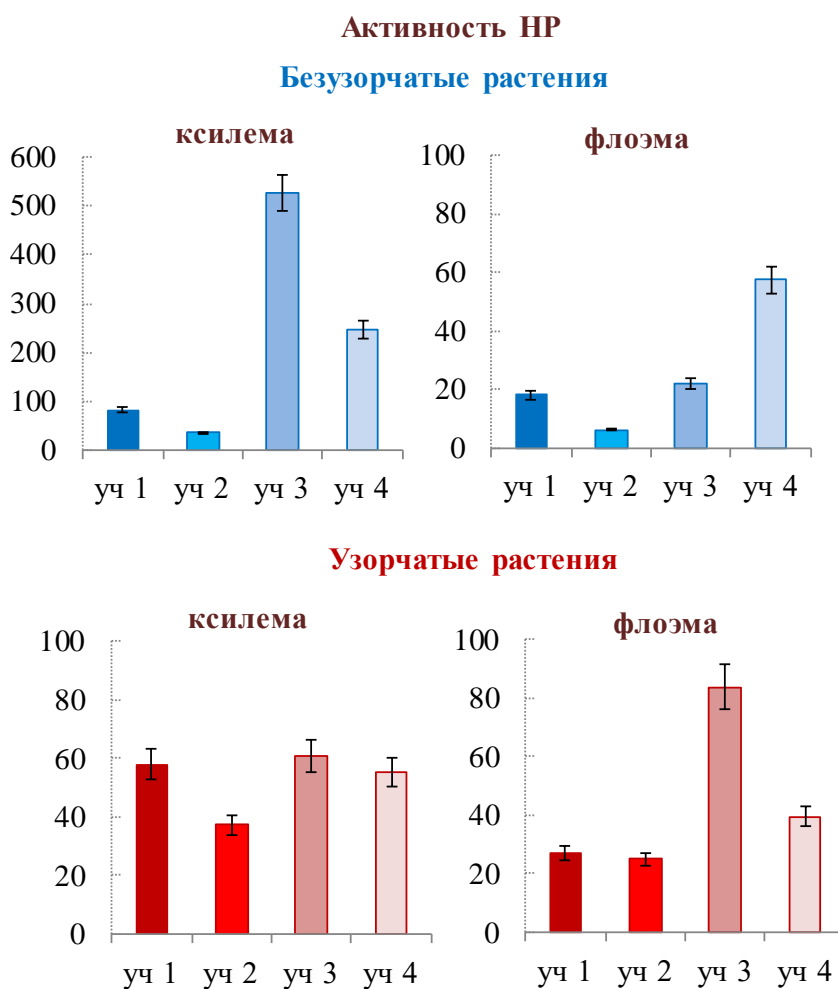 Активность НР
Безузорчатые растения
ксилема
600
500
400
300
200
100
0
уч 1 уч 2 уч 3 уч 4
флоэма
100
80
60
40
20
0
уч 1 уч 2 уч 3 уч 4
Узорчатые растения
ксилема
100
80
60
40
20
0
уч 1 уч 2 уч 3 уч 4
флоэма
100
80
60
40
20
0
уч 1 уч 2 уч 3 уч 4